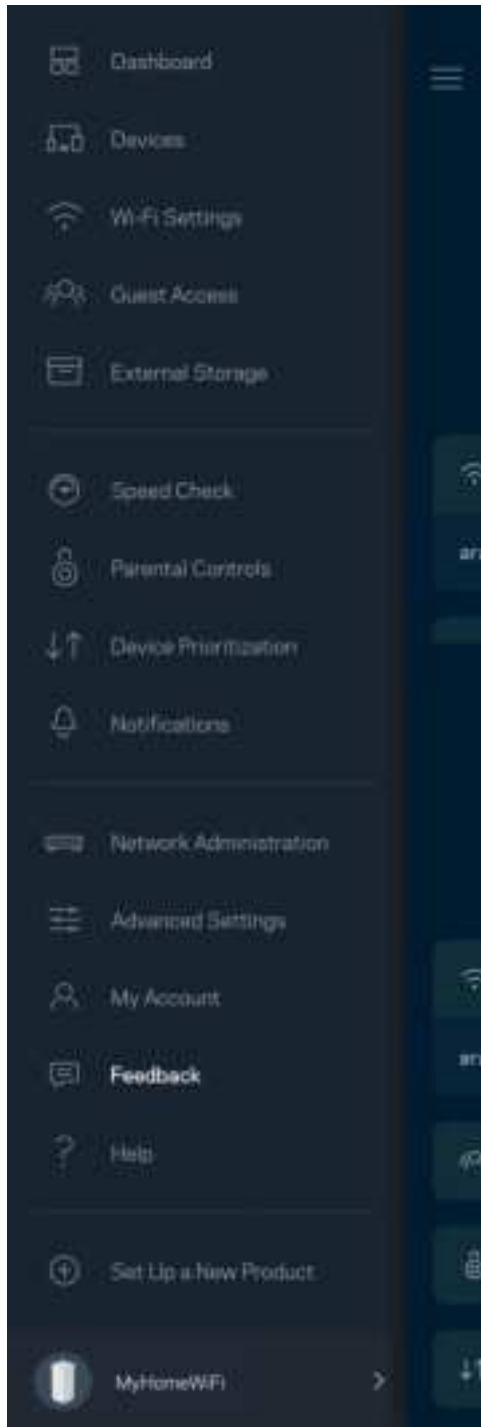 Dashboard
Devices
Wi-Fi Settings
Guest Access
External Storage
Speed Check
Parental Controls
Device Prioritization
Notifications
Network Administration
Advanced Settings
My Account
Feedback
Help
Set Up a New Product
MyHomeWiFi